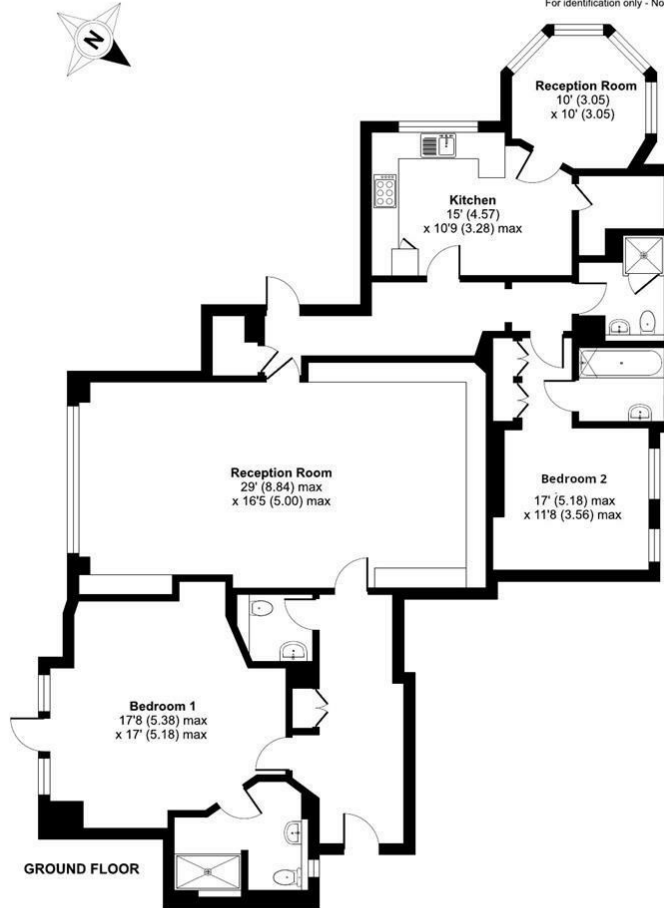 For identification only - No
N
Reception Room
10' (3.05)
x 10' (3.05)
Kitchen
15' (4.57)
x 10'9 (3.28) max
Reception Room
29' (8.84) max
x 16'5 (5.00) max
Bedroom 2
17' (5.18) max
x 11'8 (3.56) max
Bedroom 1
17'8 (5.38) max
x 17' (5.18) max
GROUND FLOOR